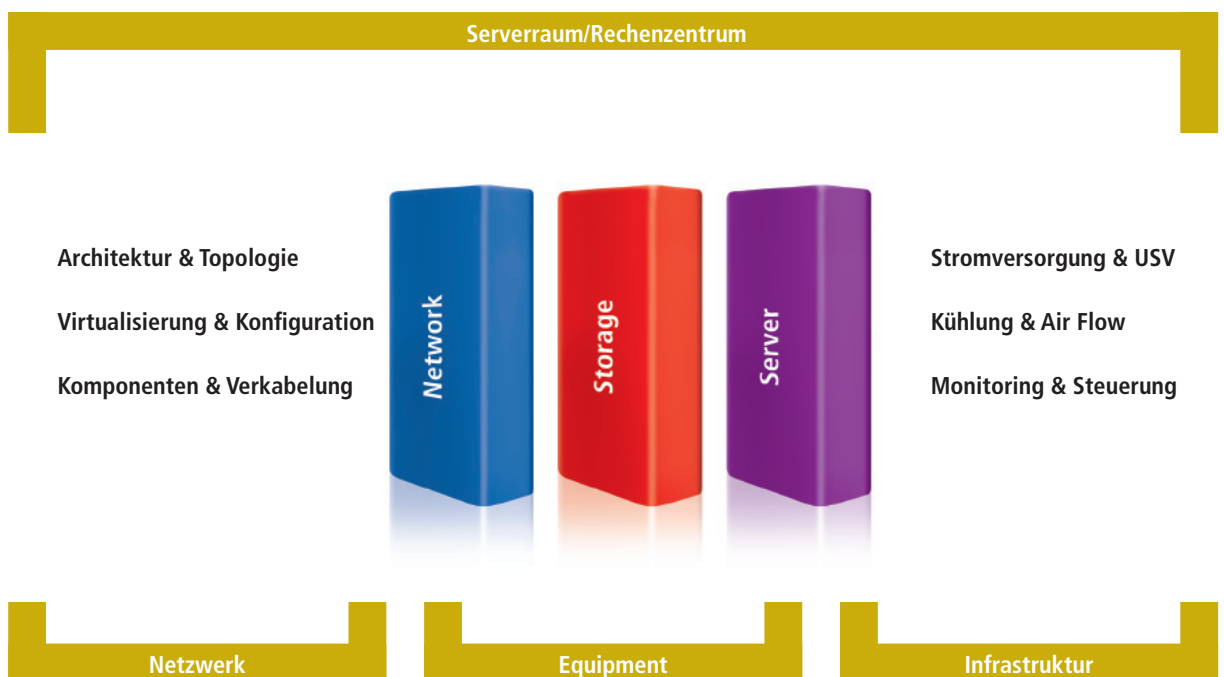 Serverraum/Rechenzentrum
Architektur & Topologie
Virtualisierung & Konfiguration
Komponenten & Verkabelung
Network
Storage
Server
Stromversorgung & USV
Kühlung & Air Flow
Monitoring & Steuerung
Netzwerk
Equipment
Infrastruktur